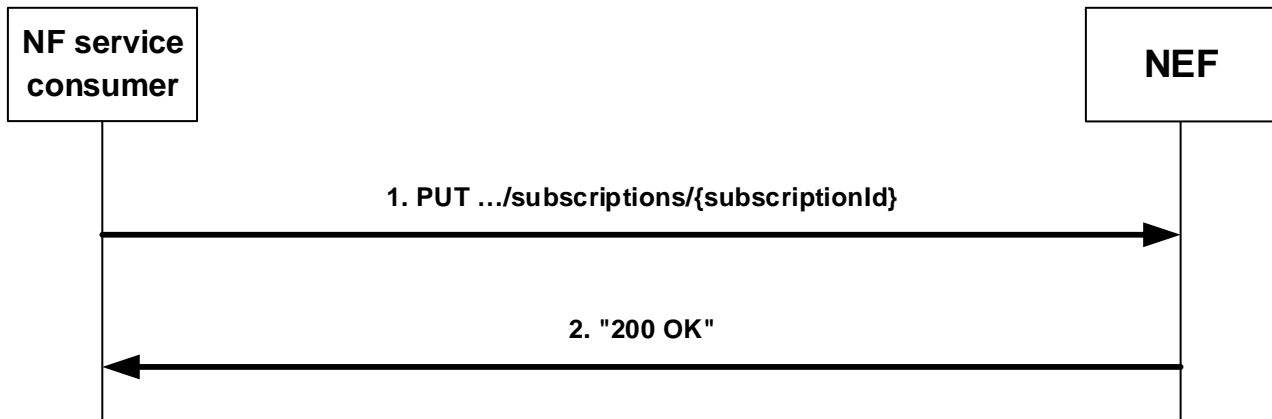 NF service
consumer
NEF
1. PUT …/subscriptions/{subscriptionId}
2. "200 OK"